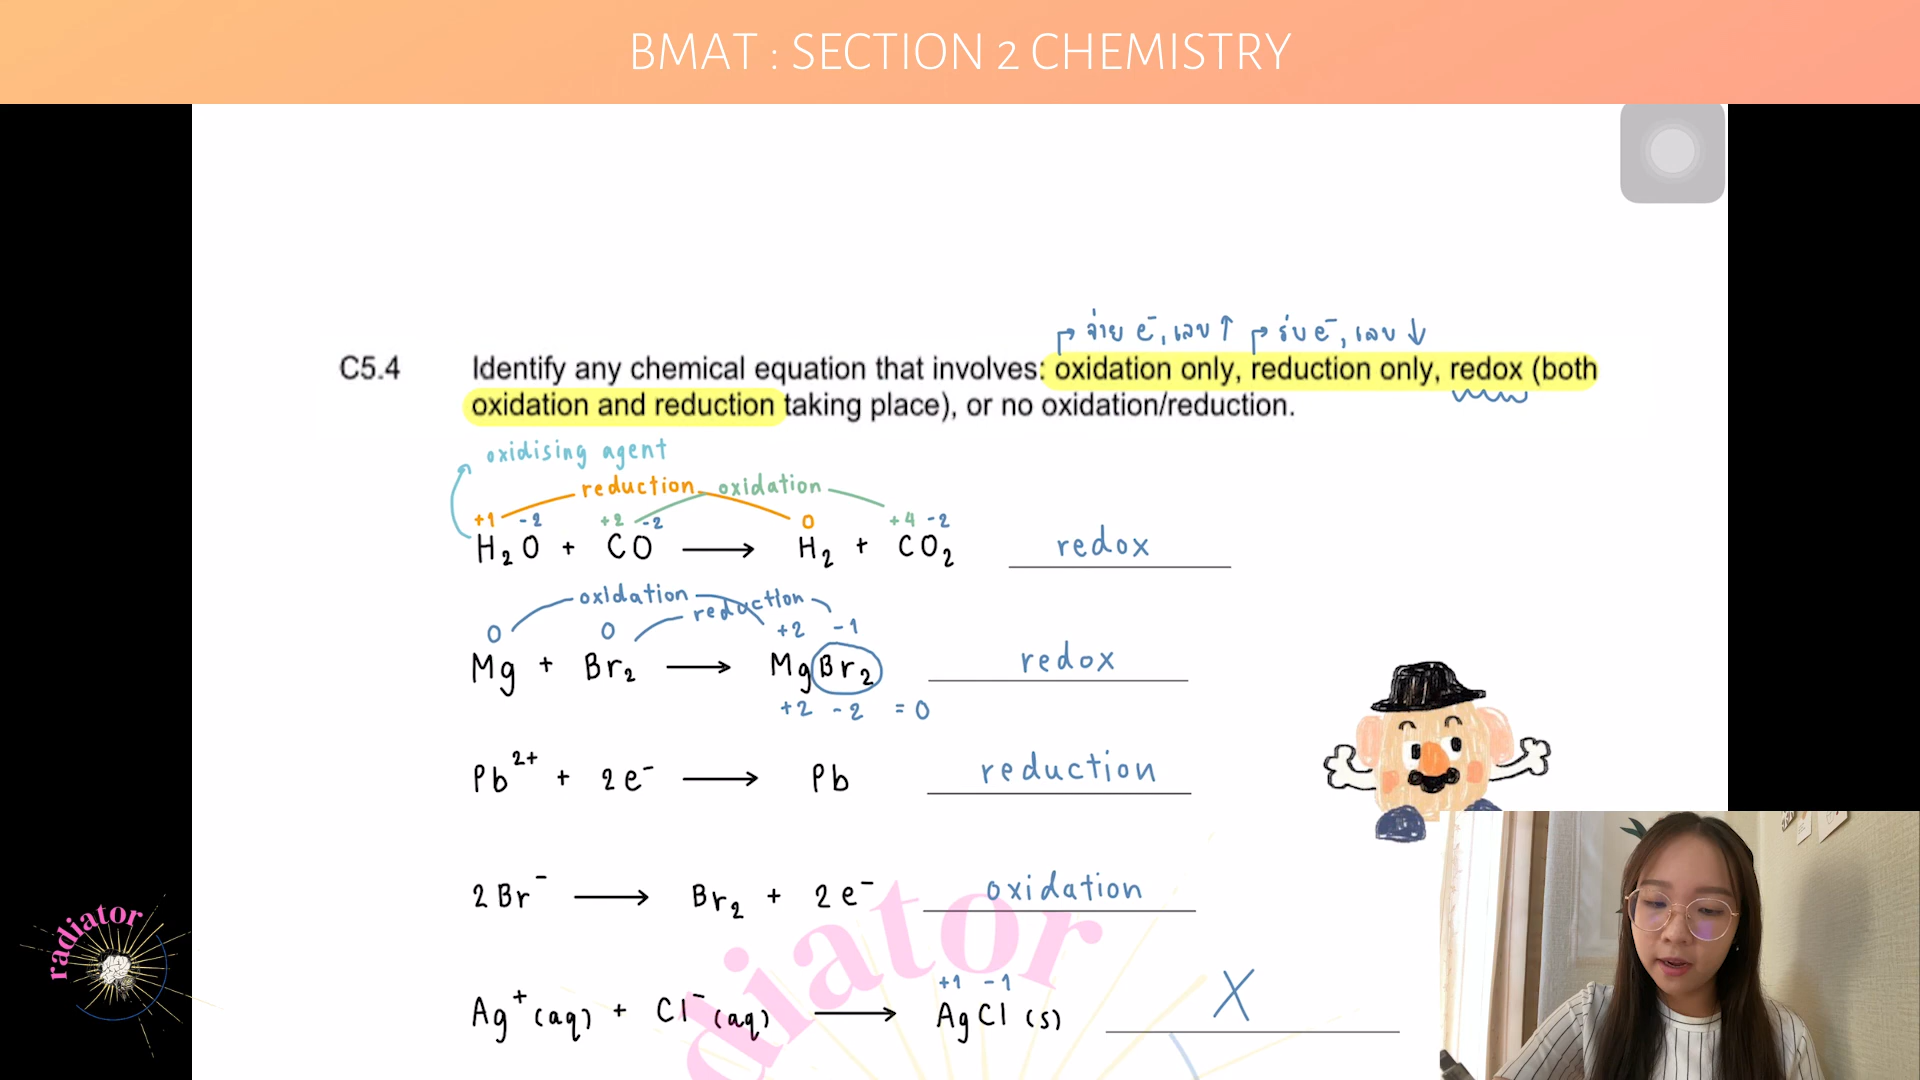 BMAT : SECTION 2 CHEMISTRY
จ่าย e⁻, เลข ↑ รับ e⁻, เลข ↓
C5.4 Identify any chemical equation that involves: oxidation only, reduction only, redox (both
oxidation and reduction taking place), or no oxidation/reduction.
oxidising agent
reduction oxidation
+1 -2 +2 -2 0 +4 -2
H₂O + CO → H₂ + CO₂ redox
oxidation reduction
0 0 +2 -1
Mg + Br₂ → MgBr₂ redox
+2 -2 = 0
Pb²⁺ + 2e⁻ → Pb reduction
2Br⁻ → Br₂ + 2e⁻ oxidation
+1 -1
Ag⁺(aq) + Cl⁻(aq) → AgCl(s) X
radiator
diator